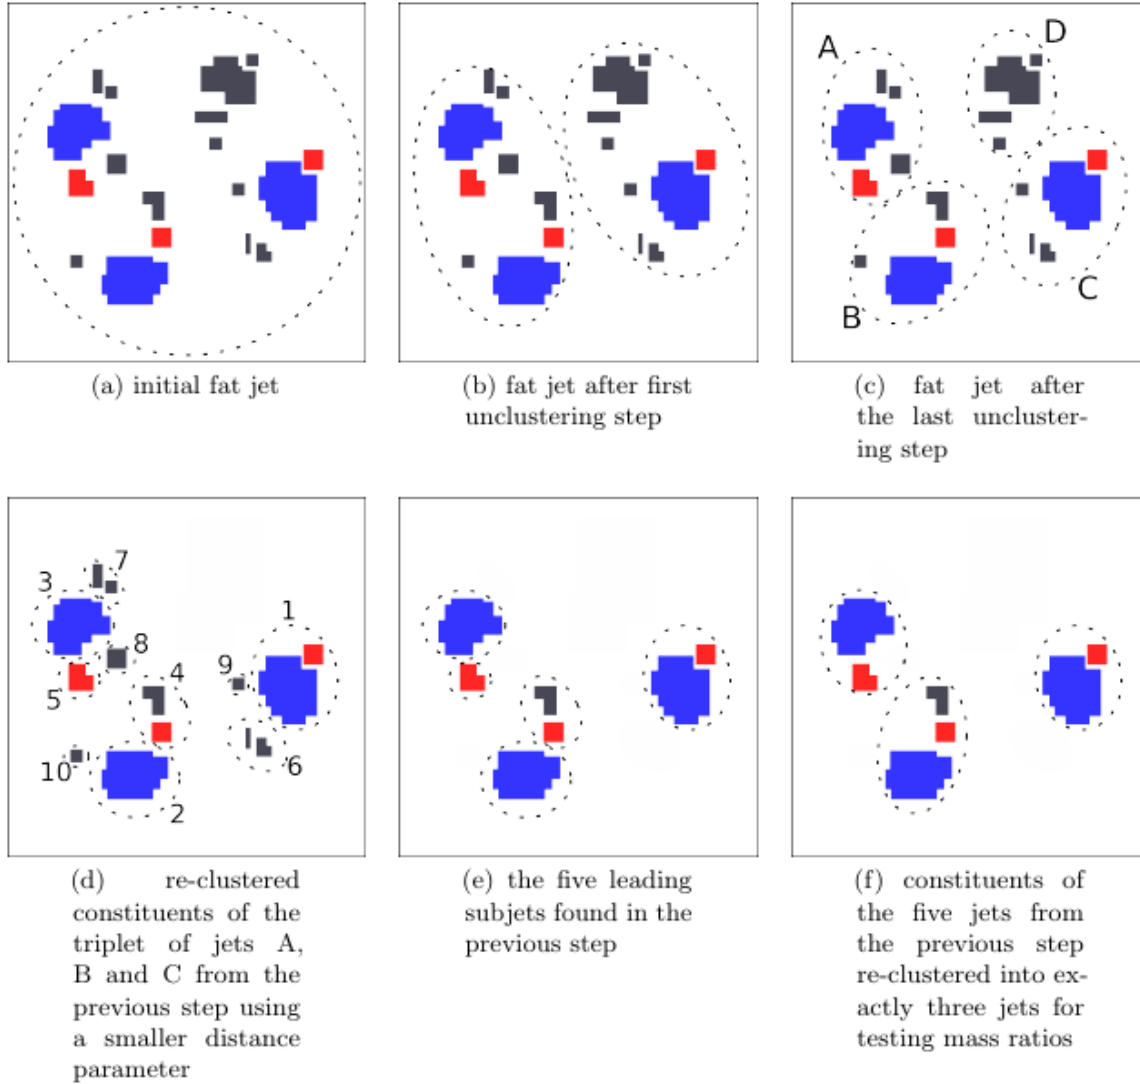 A
D
B
C
(a) initial fat jet
(b) fat jet after first
unclustering step
(c) fat jet after
the last uncluster-
ing step
7
3
1
8
4
9
5
10
6
2
(d) re-clustered
constituents of the
triplet of jets A,
B and C from the
previous step using
a smaller distance
parameter
(e) the five leading
subjets found in the
previous step
(f) constituents of
the five jets from
the previous step
re-clustered into ex-
actly three jets for
testing mass ratios